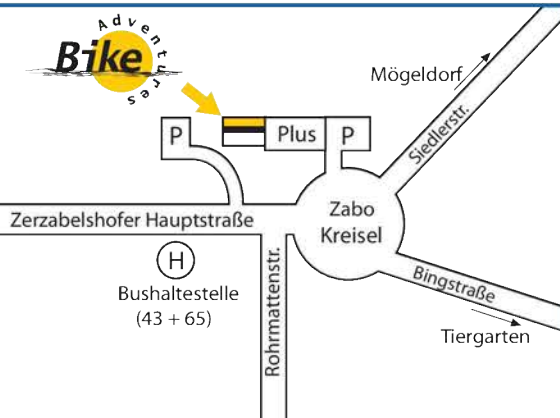 Adventures
Bike
Mögeldorf
Siedlerstr.
P
Plus
P
Zerzabelshofer Hauptstraße
Zabo
Kreisel
H
Bushaltestelle
(43 + 65)
Rohrmattenstr.
Bingstraße
Tiergarten